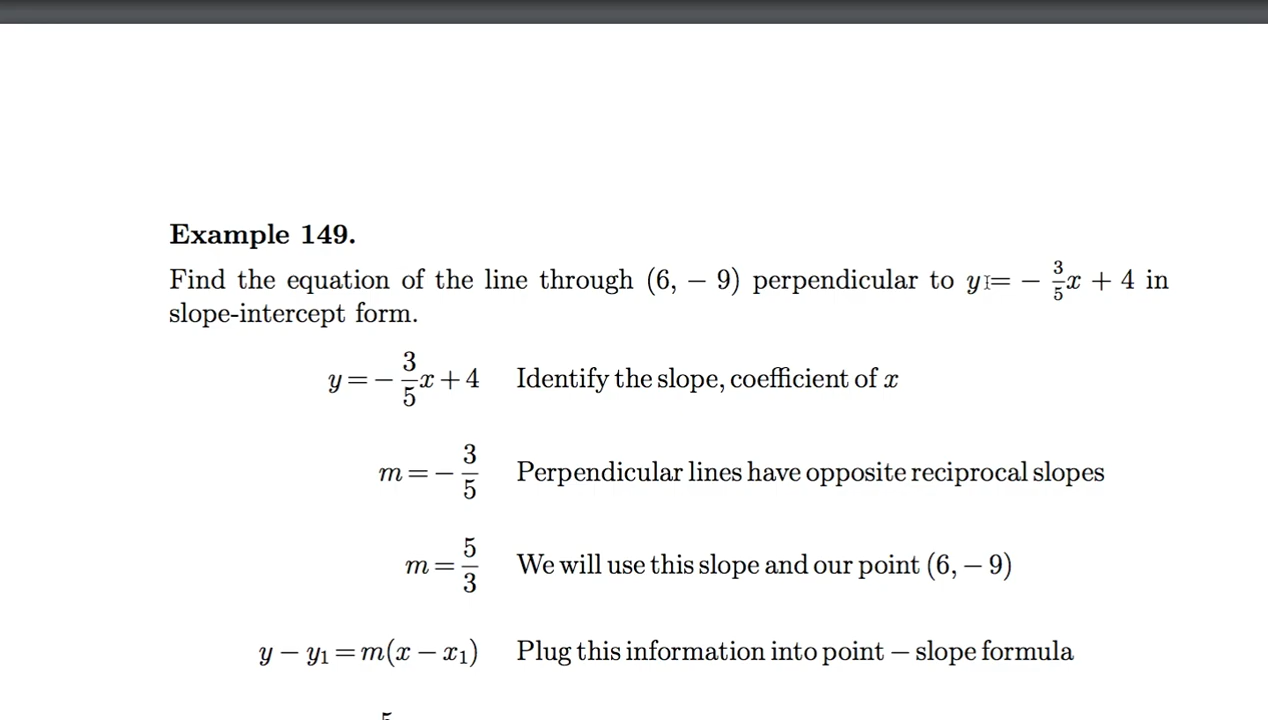 Example 149.
Find the equation of the line through (6, − 9) perpendicular to y = − 3/5 x + 4 in
slope-intercept form.
y = − 3/5 x + 4 Identify the slope, coefficient of x
m = − 3/5 Perpendicular lines have opposite reciprocal slopes
m = 5/3 We will use this slope and our point (6, − 9)
y − y₁ = m(x − x₁) Plug this information into point − slope formula